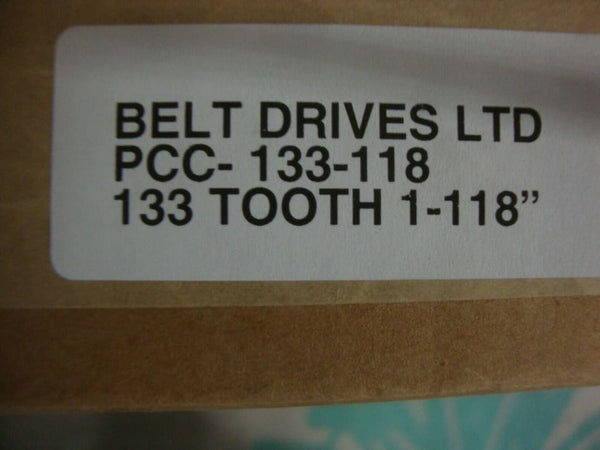 BELT DRIVES LTD
PCC- 133-118
133 TOOTH 1-118”